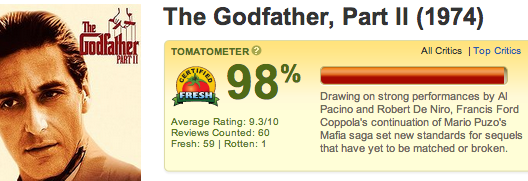 The
Godfather
PART II
The Godfather, Part II (1974)
TOMATOMETER ?
All Critics | Top Critics
CERTIFIED
FRESH
98%
Average Rating: 9.3/10
Reviews Counted: 60
Fresh: 59 | Rotten: 1
Drawing on strong performances by Al
Pacino and Robert De Niro, Francis Ford
Coppola's continuation of Mario Puzo's
Mafia saga set new standards for sequels
that have yet to be matched or broken.